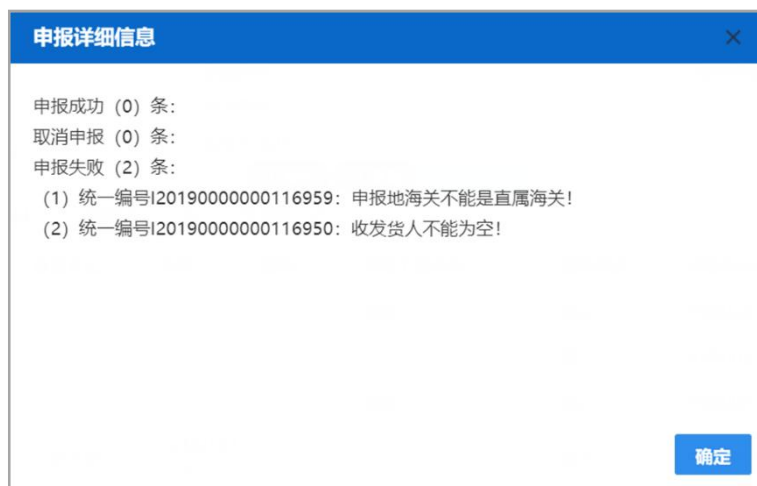 申报详细信息
申报成功（0）条：
取消申报（0）条：
申报失败（2）条：
（1）统一编号I20190000000116959：申报地海关不能是直属海关！
（2）统一编号I20190000000116950：收发货人不能为空！
确定